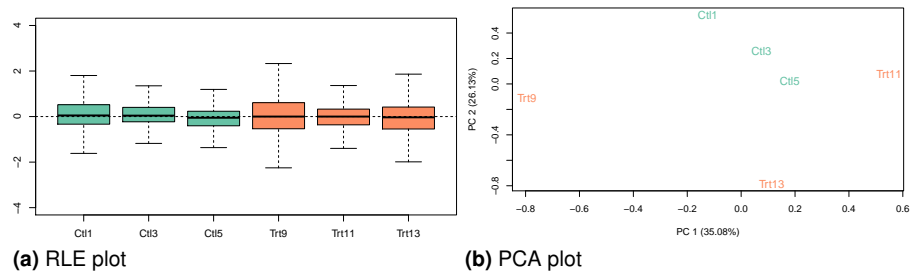 4
2
0
−2
−4
Ctl1 Ctl3 Ctl5 Trt9 Trt11 Trt13
(a) RLE plot
PC 2 (26.13%)
0.4
0.2
0.0
−0.4
−0.8
Ctl1
Ctl3
Ctl5
Trt11
Trt9
Trt13
−0.8 −0.6 −0.4 −0.2 0.0 0.2 0.4 0.6
PC 1 (35.08%)
(b) PCA plot